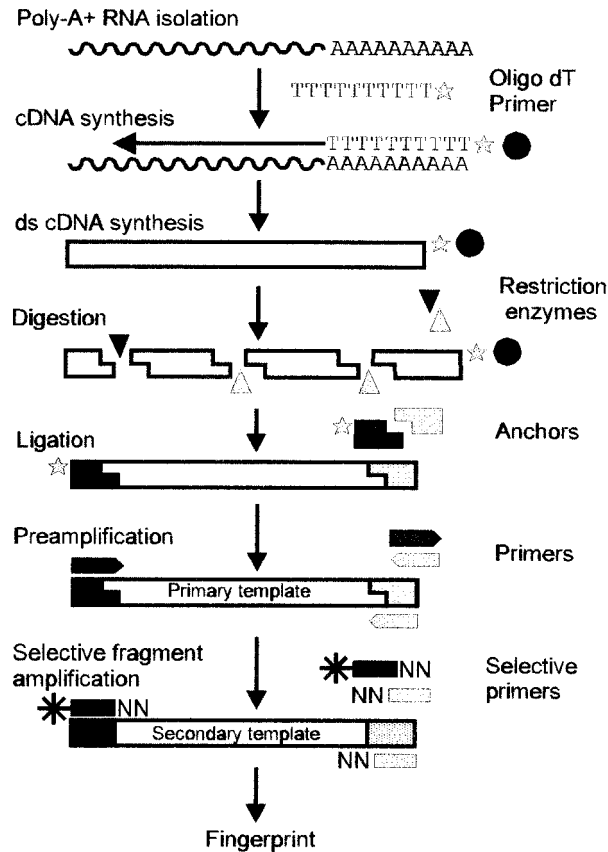 Poly-A+ RNA isolation
AAAAAAAAAA
TTTTTTTTTT
Oligo dT
Primer
cDNA synthesis
TTTTTTTTTT
AAAAAAAAAA
ds cDNA synthesis
Restriction
enzymes
Digestion
Anchors
Ligation
Preamplification
Primers
Primary template
Selective fragment
amplification
NN
NN
Selective
primers
NN
Secondary template
NN
Fingerprint